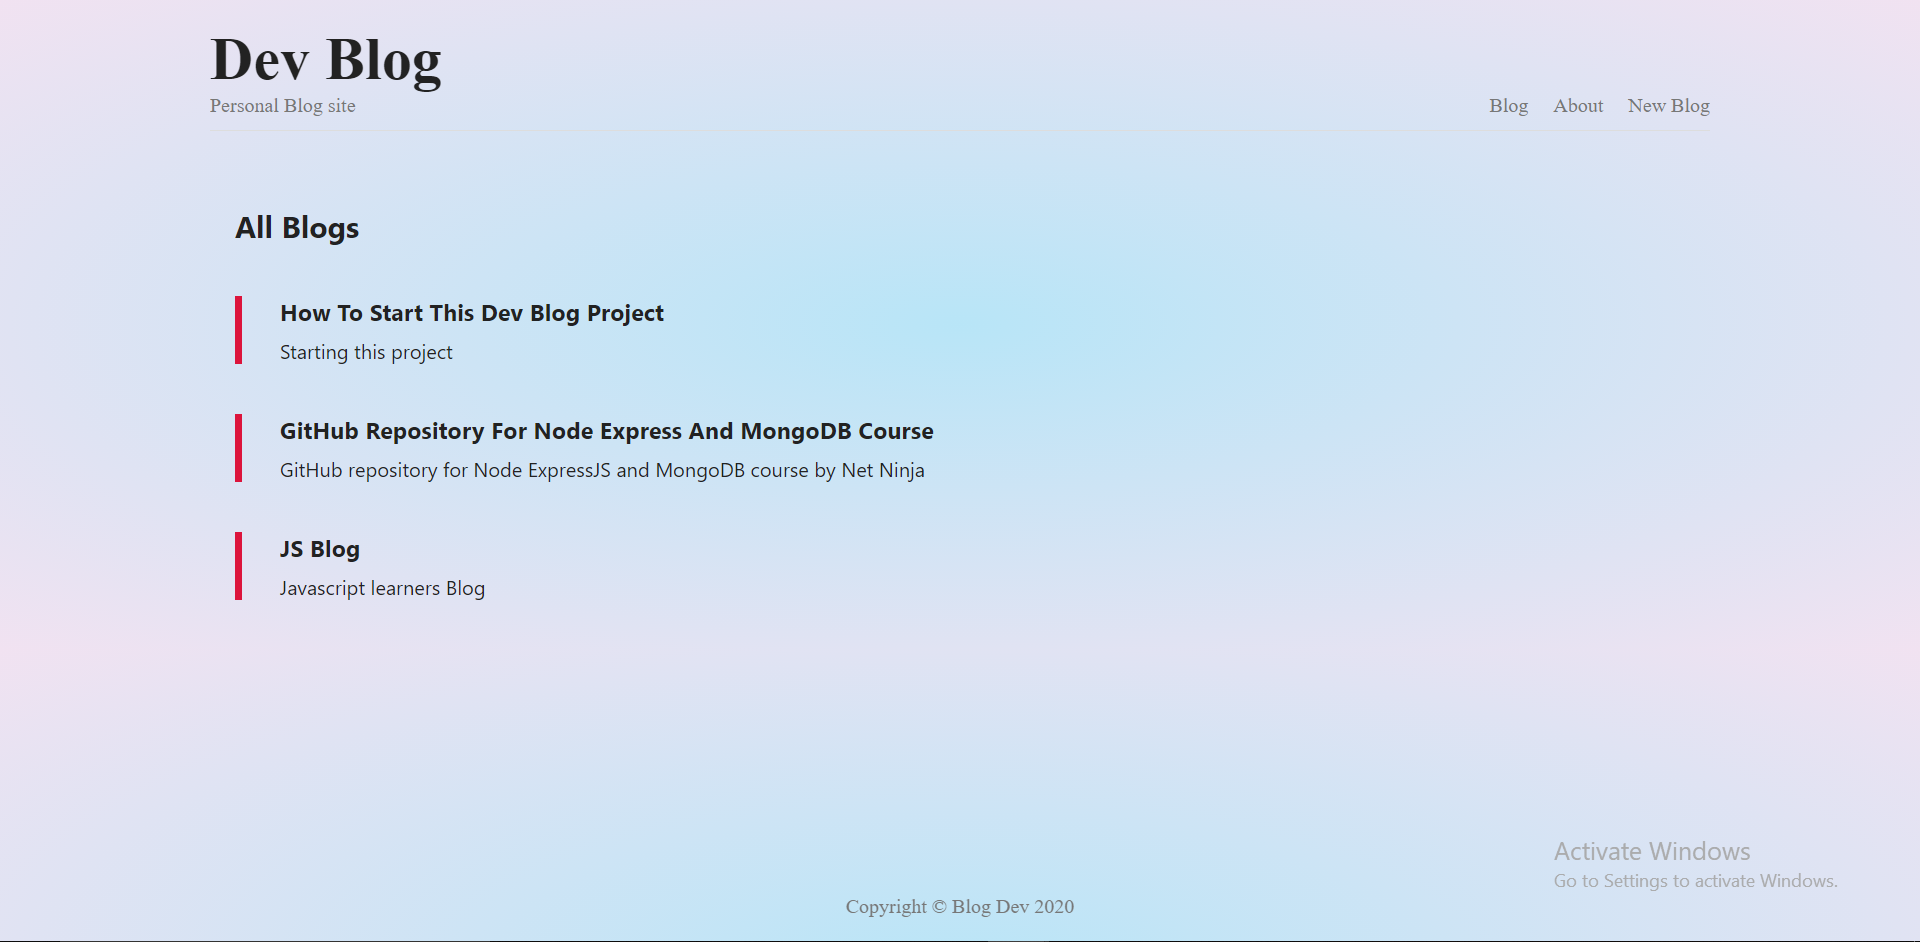 Dev Blog
Personal Blog site
Blog About New Blog
All Blogs
How To Start This Dev Blog Project
Starting this project
GitHub Repository For Node Express And MongoDB Course
GitHub repository for Node ExpressJS and MongoDB course by Net Ninja
JS Blog
Javascript learners Blog
Activate Windows
Go to Settings to activate Windows.
Copyright © Blog Dev 2020